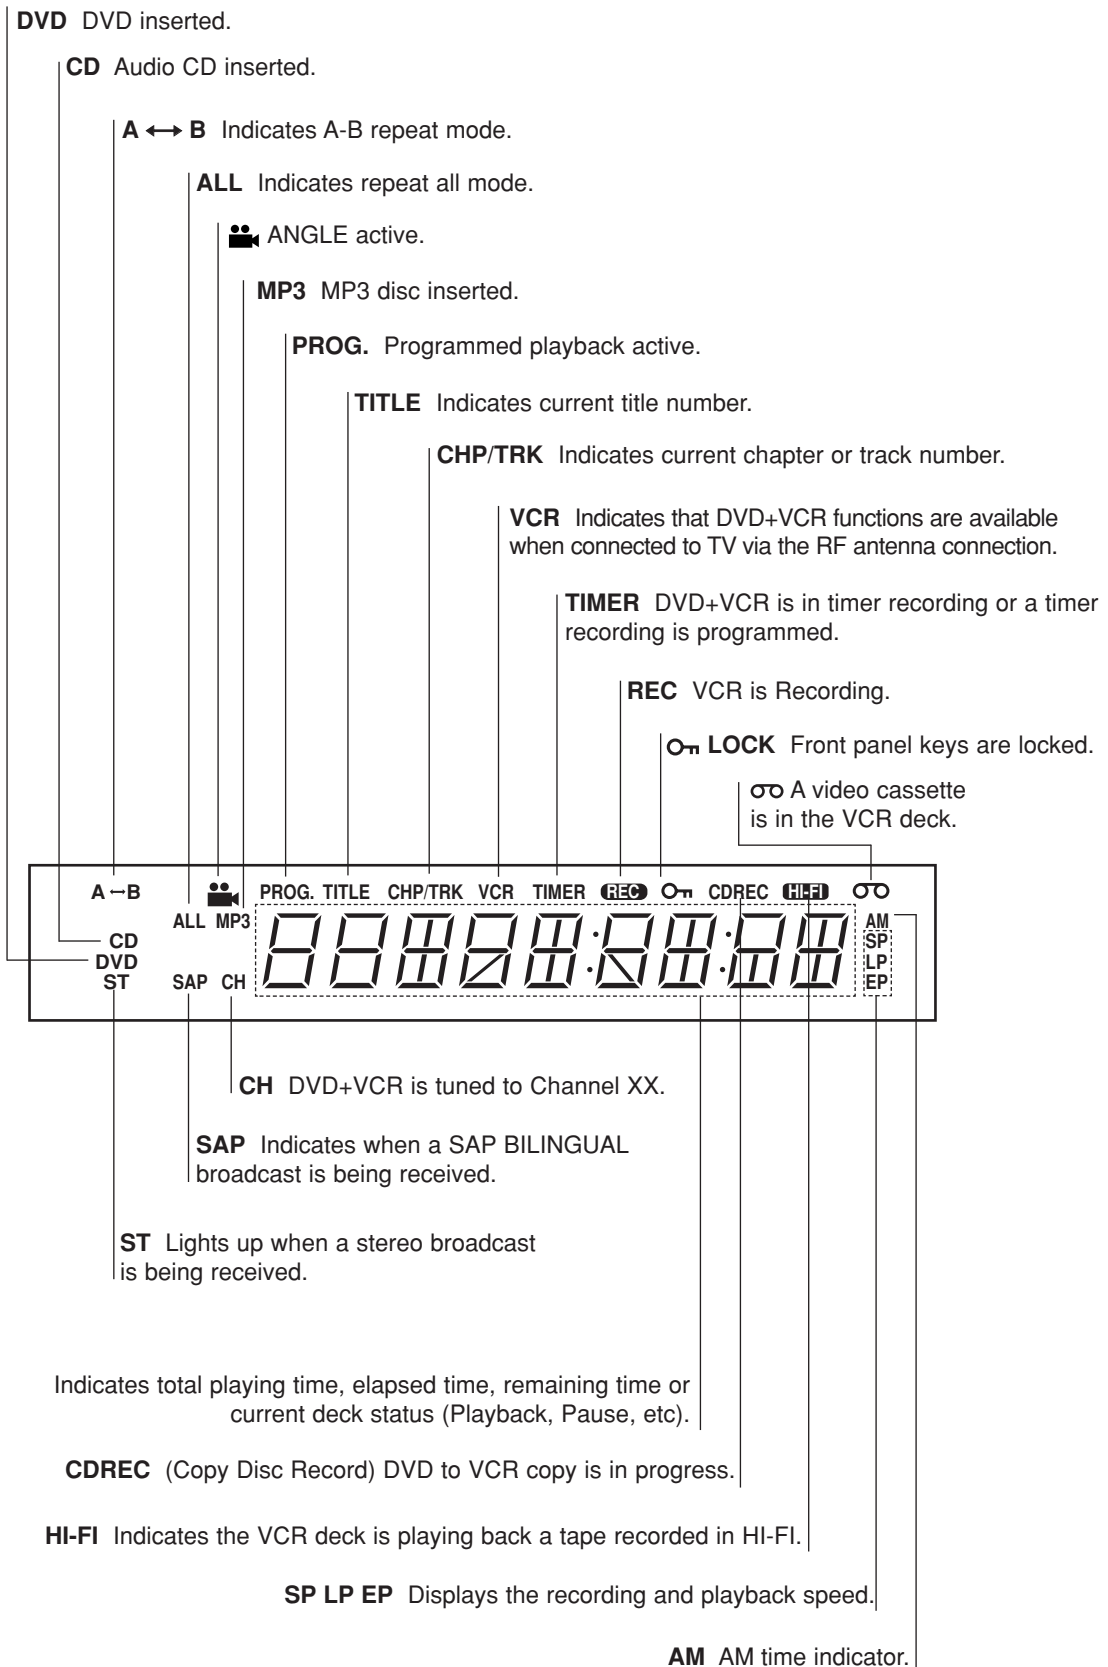 DVD DVD inserted.
CD Audio CD inserted.
A ↔ B Indicates A-B repeat mode.
ALL Indicates repeat all mode.
ANGLE active.
MP3 MP3 disc inserted.
PROG. Programmed playback active.
TITLE Indicates current title number.
CHP/TRK Indicates current chapter or track number.
VCR Indicates that DVD+VCR functions are available
when connected to TV via the RF antenna connection.
TIMER DVD+VCR is in timer recording or a timer
recording is programmed.
REC VCR is Recording.
LOCK Front panel keys are locked.
A video cassette
is in the VCR deck.
A ↔ B PROG. TITLE CHP/TRK VCR TIMER REC CDREC HI-FI
ALL MP3 AM
CD SP
DVD LP
ST SAP CH EP
CH DVD+VCR is tuned to Channel XX.
SAP Indicates when a SAP BILINGUAL
broadcast is being received.
ST Lights up when a stereo broadcast
is being received.
Indicates total playing time, elapsed time, remaining time or
current deck status (Playback, Pause, etc).
CDREC (Copy Disc Record) DVD to VCR copy is in progress.
HI-FI Indicates the VCR deck is playing back a tape recorded in HI-FI.
SP LP EP Displays the recording and playback speed.
AM AM time indicator.